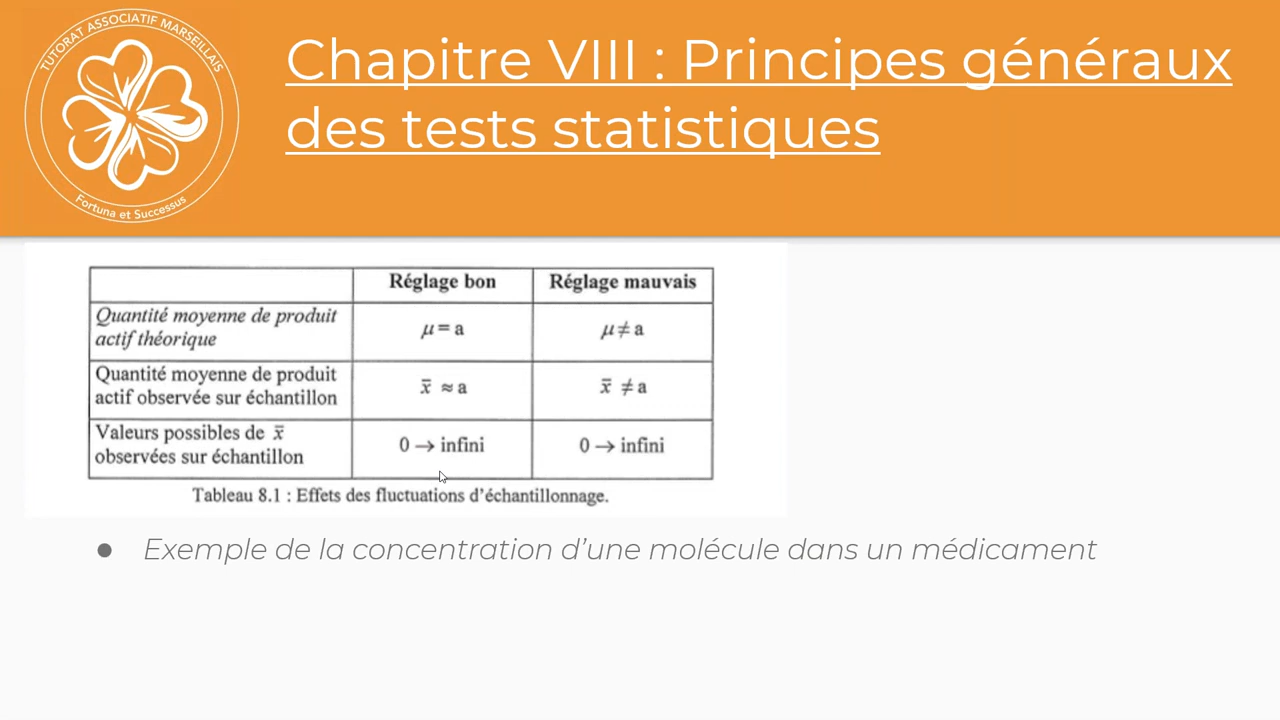 TUTORAT ASSOCIATIF MARSEILLAIS
Fortuna et Successus
Chapitre VIII : Principes généraux
des tests statistiques
Réglage bon
Réglage mauvais
Quantité moyenne de produit
actif théorique
μ = a
μ ≠ a
Quantité moyenne de produit
actif observée sur échantillon
x̄ ≈ a
x̄ ≠ a
Valeurs possibles de x̄
observées sur échantillon
0 → infini
0 → infini
Tableau 8.1 : Effets des fluctuations d'échantillonnage.
● Exemple de la concentration d'une molécule dans un médicament